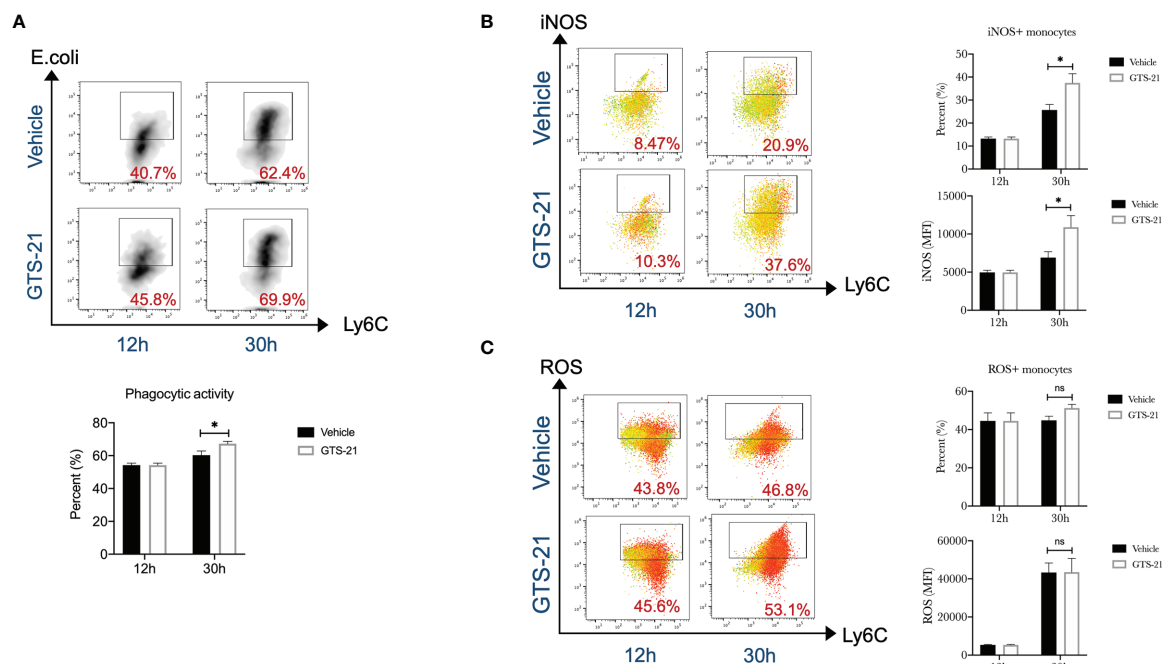 A
E.coli
Vehicle
40.7%
62.4%
GTS-21
45.8%
69.9%
Ly6C
12h
30h
Phagocytic activity
Percent (%)
80
60
40
20
0
*
Vehicle
GTS-21
12h
30h
B
iNOS
Vehicle
8.47%
20.9%
GTS-21
10.3%
37.6%
Ly6C
12h
30h
iNOS+ monocytes
Percent (%)
50
40
30
20
10
0
*
Vehicle
GTS-21
12h
30h
iNOS (MFI)
15000
10000
5000
0
*
Vehicle
GTS-21
12h
30h
C
ROS
Vehicle
43.8%
46.8%
GTS-21
45.6%
53.1%
Ly6C
12h
30h
ROS+ monocytes
Percent (%)
60
40
20
0
ns
Vehicle
GTS-21
12h
30h
ROS (MFI)
60000
40000
20000
0
ns
Vehicle
GTS-21
12h
30h